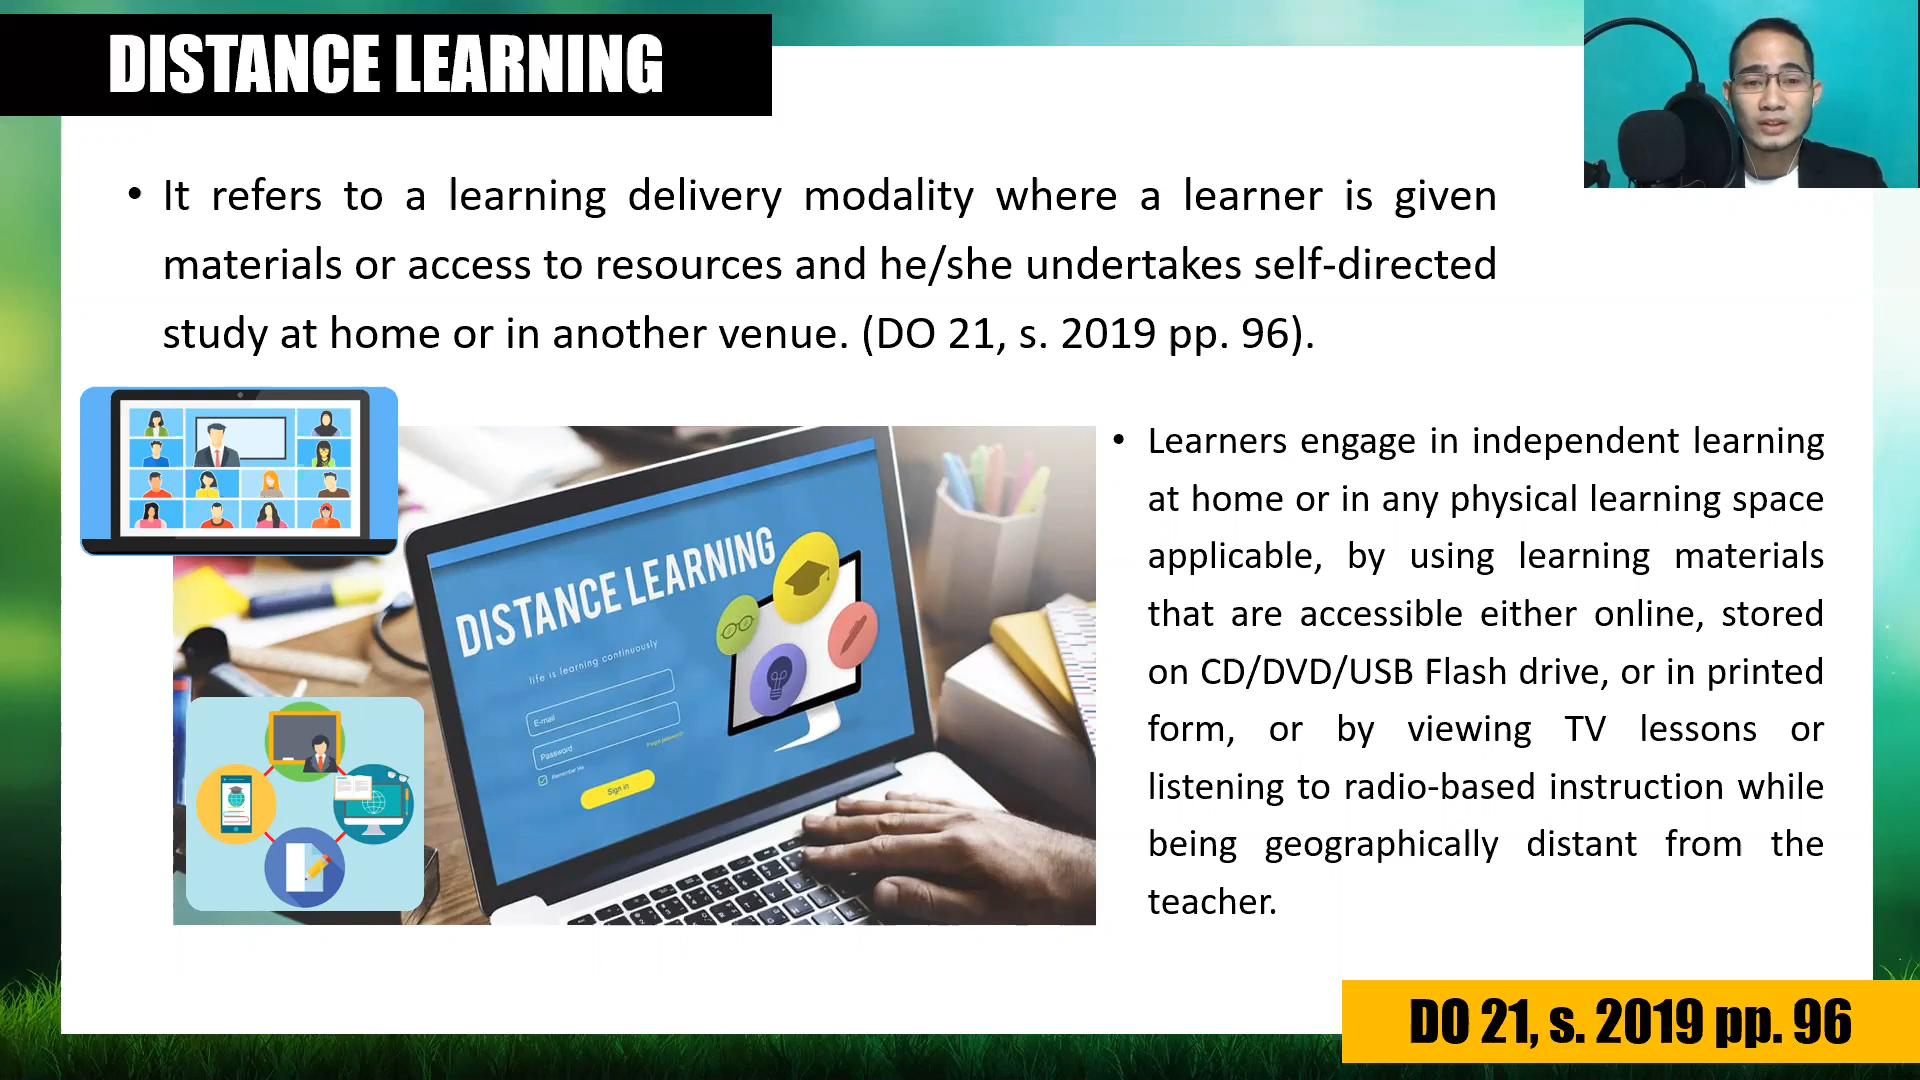 DISTANCE LEARNING
• It refers to a learning delivery modality where a learner is given
materials or access to resources and he/she undertakes self-directed
study at home or in another venue. (DO 21, s. 2019 pp. 96).
DISTANCE LEARNING
life is learning continuously
E-mail
Password
Forgot password?
Remember Me
Sign in
• Learners engage in independent learning
at home or in any physical learning space
applicable, by using learning materials
that are accessible either online, stored
on CD/DVD/USB Flash drive, or in printed
form, or by viewing TV lessons or
listening to radio-based instruction while
being geographically distant from the
teacher.
DO 21, s. 2019 pp. 96